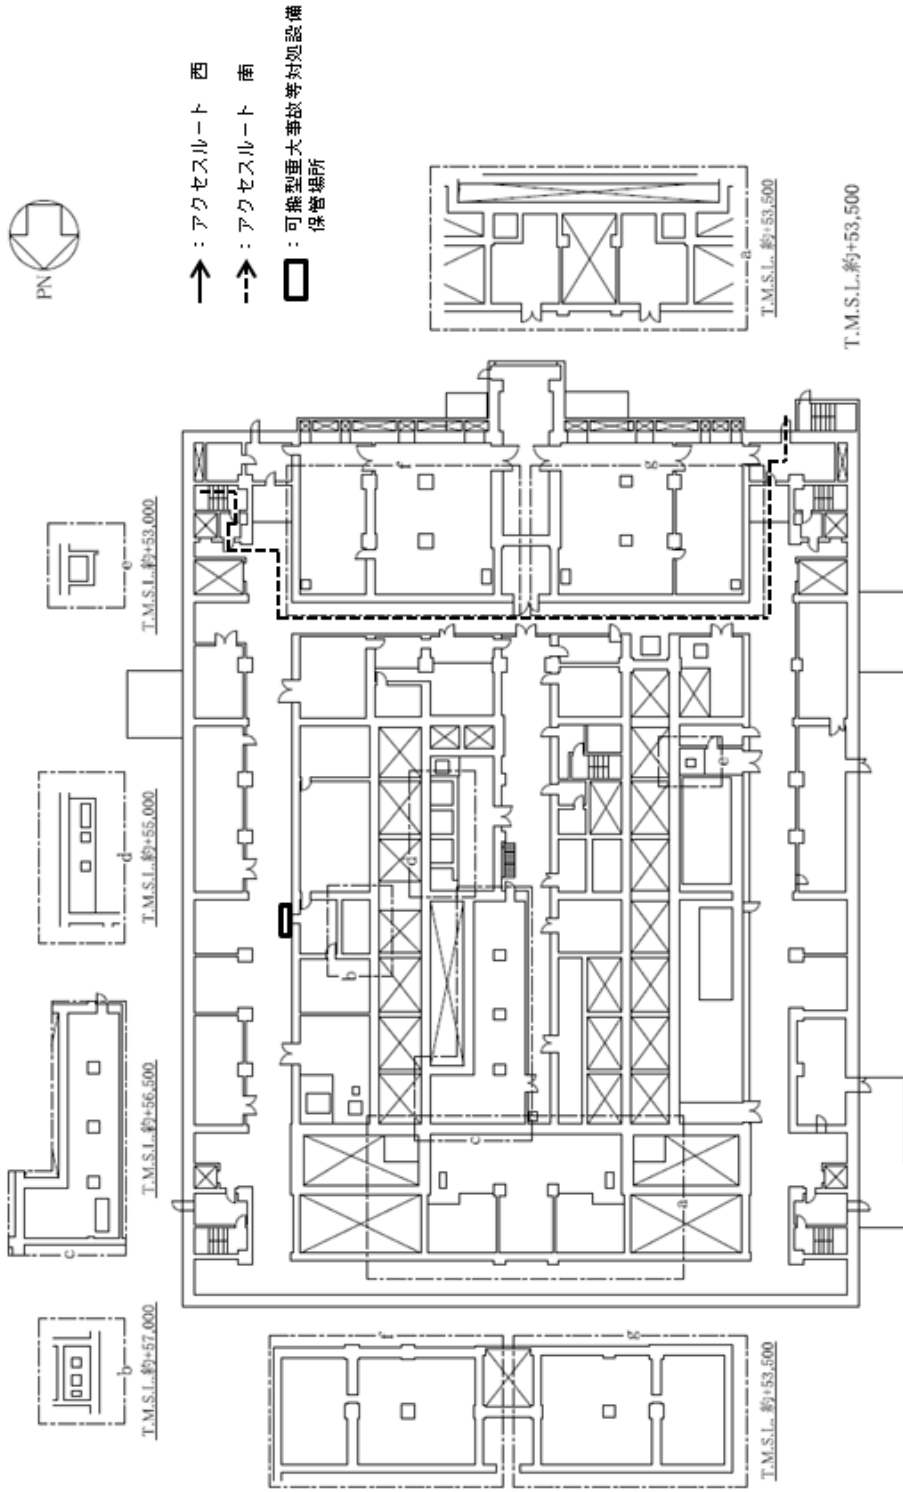 PN
：アクセスルート 西
：アクセスルート 南
：可搬型重大事故等対処設備
保管場所
b
T.M.S.L.約+57,000
c
T.M.S.L.約+56,500
d
T.M.S.L.約+55,000
e
T.M.S.L.約+53,000
f
g
T.M.S.L. 約+53,500
a
T.M.S.L. 約+53,500
a
b
c
d
e
f
g
T.M.S.L.約+53,500